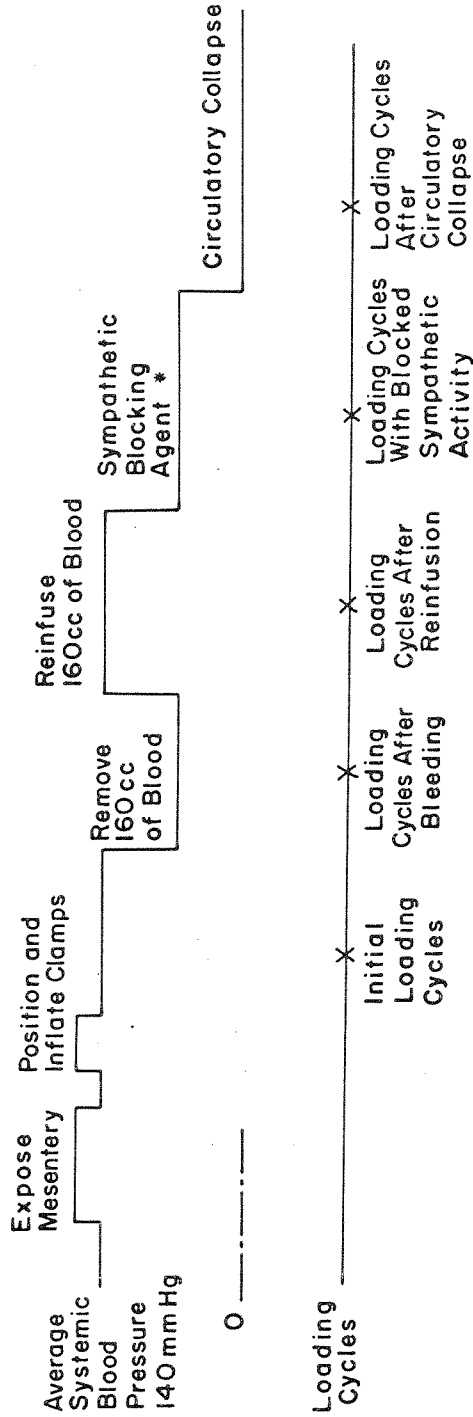 Average
Systemic
Blood
Pressure
140 mm Hg
O
Expose
Mesentery
Position and
Inflate Clamps
Remove
160cc
of Blood
Reinfuse
160cc of Blood
Sympathetic
Blocking
Agent *
Circulatory Collapse
Loading
Cycles
Initial
Loading
Cycles
Loading
Cycles After
Bleeding
Loading
Cycles After
Reinfusion
Loading Cycles
With Blocked
Sympathetic
Activity
Loading Cycles
After
Circulatory
Collapse